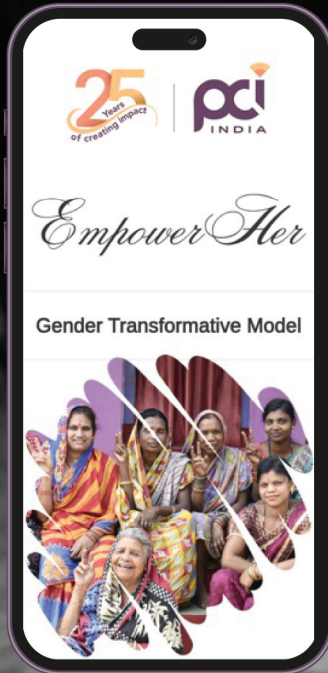 25
Years
of creating impact
pci
INDIA
EmpowerHer
Gender Transformative Model